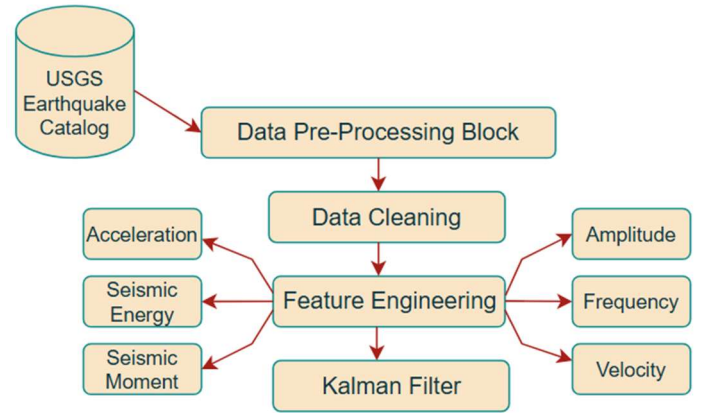 USGS
Earthquake
Catalog
Data Pre-Processing Block
Data Cleaning
Acceleration
Amplitude
Seismic
Energy
Feature Engineering
Frequency
Seismic
Moment
Kalman Filter
Velocity